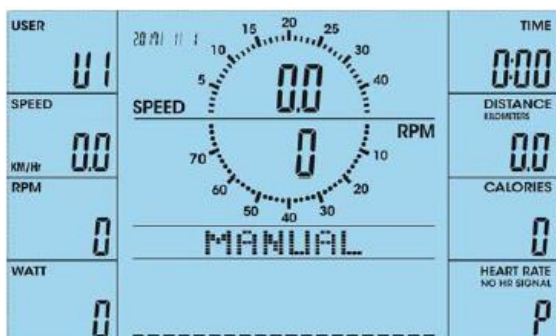 USER
U1
SPEED
KM/Hr 0.0
RPM
0
WATT
0
15 20 25
10 30
5 40
0.0
SPEED
RPM
0
70 10
60 20
50 40 30
MANUAL
TIME
0:00
DISTANCE
KILOMETERS
0.0
CALORIES
0
HEART RATE
NO HR SIGNAL
P